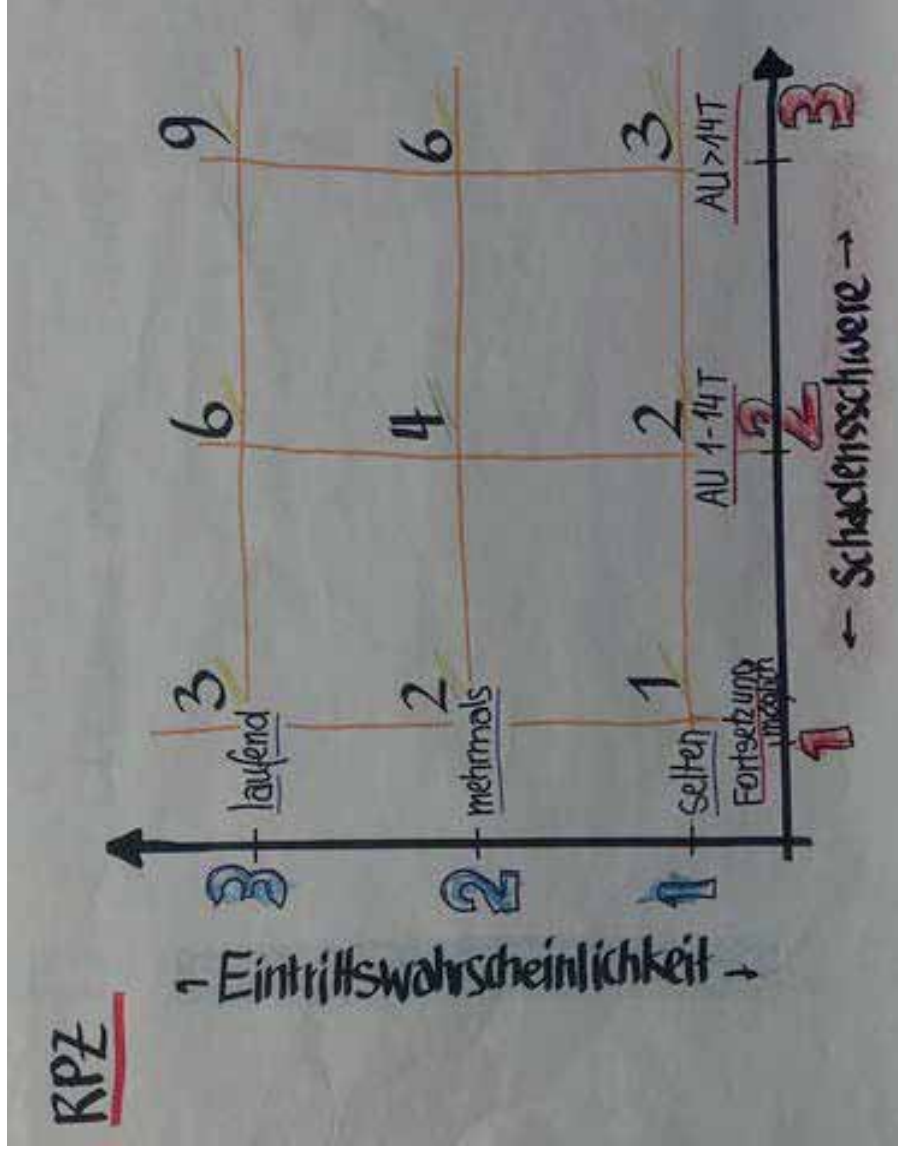 RPZ
← Eintrittswahrscheinlichkeit →
3
laufend
3
6
9
2
mehrmals
2
4
6
1
selten
1
2
3
Fortsetzung
möglich
AU 1-14T
AU>14T
1
2
3
← Schadensschwere →